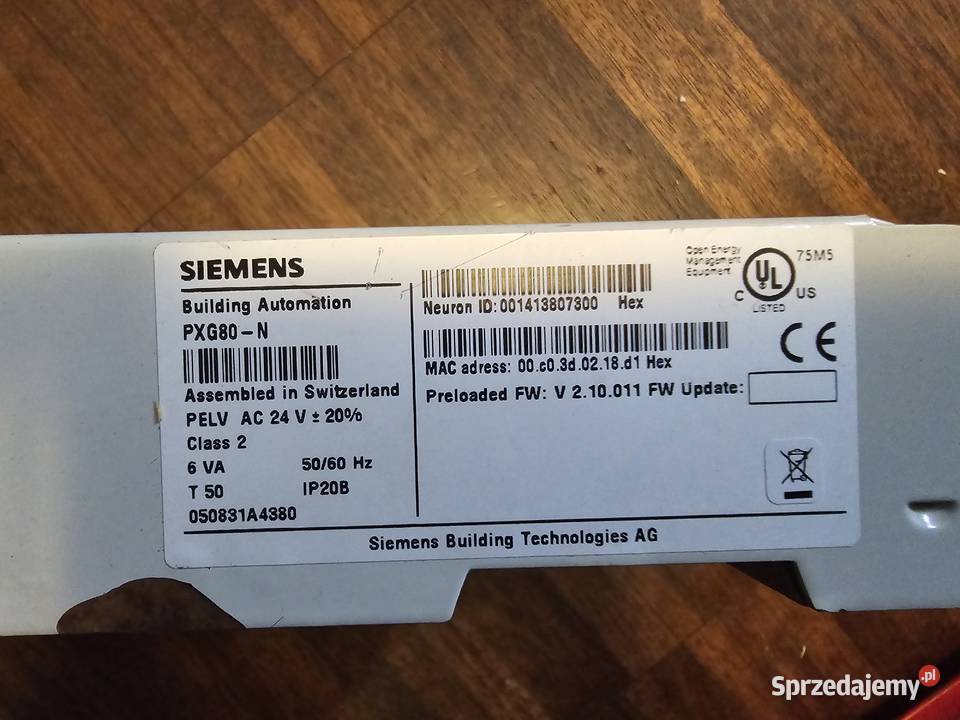 SIEMENS
Building Automation
PXG80-N
Assembled in Switzerland
PELV AC 24 V ± 20%
Class 2
6 VA 50/60 Hz
T 50 IP20B
050831A4380
Neuron ID: 001413807300 Hex
MAC adress: 00.c0.3d.02.18.d1 Hex
Preloaded FW: V 2.10.011 FW Update:
Open Energy
Management
Equipment
UL
75M5
C US
LISTED
CE
Siemens Building Technologies AG
Sprzedajemy.pl